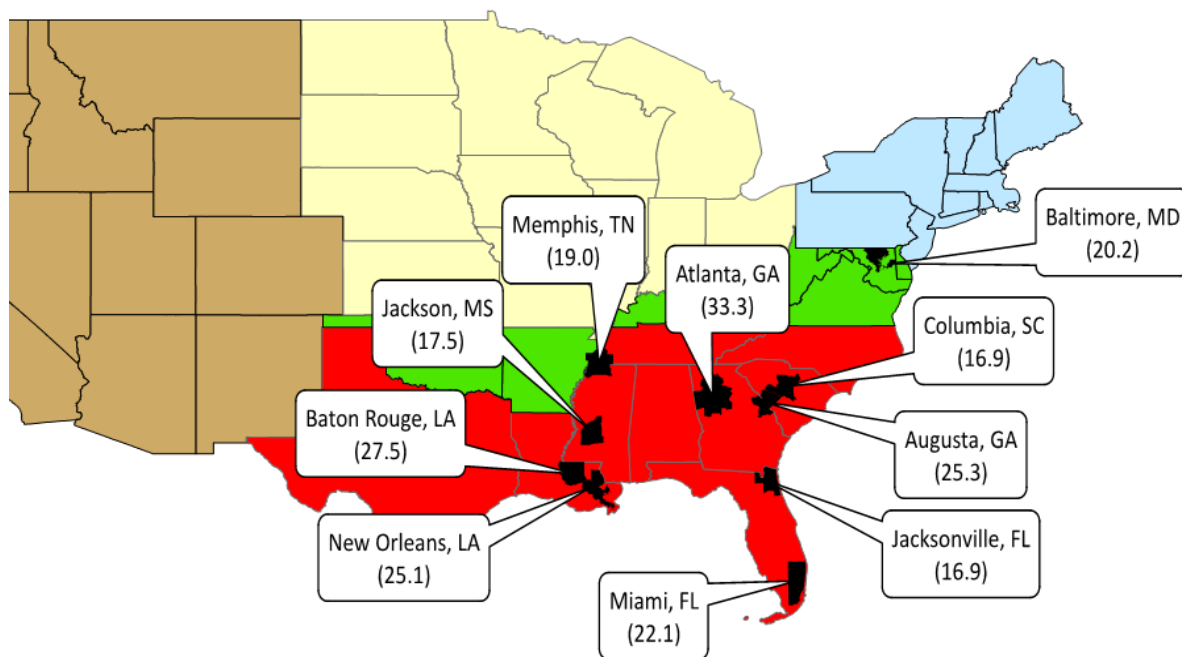 Memphis, TN
(19.0)
Atlanta, GA
(33.3)
Baltimore, MD
(20.2)
Jackson, MS
(17.5)
Columbia, SC
(16.9)
Baton Rouge, LA
(27.5)
Augusta, GA
(25.3)
New Orleans, LA
(25.1)
Jacksonville, FL
(16.9)
Miami, FL
(22.1)